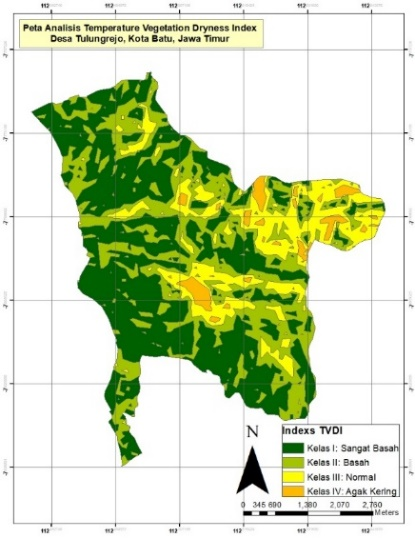 Peta Analisis Temperature Vegetation Dryness Index
Desa Tulungrejo, Kota Batu, Jawa Timur
N
Indexs TVDI
Kelas I: Sangat Basah
Kelas II: Basah
Kelas III: Normal
Kelas IV: Agak Kering
0 345 690 1,380 2,070 2,760
Meters